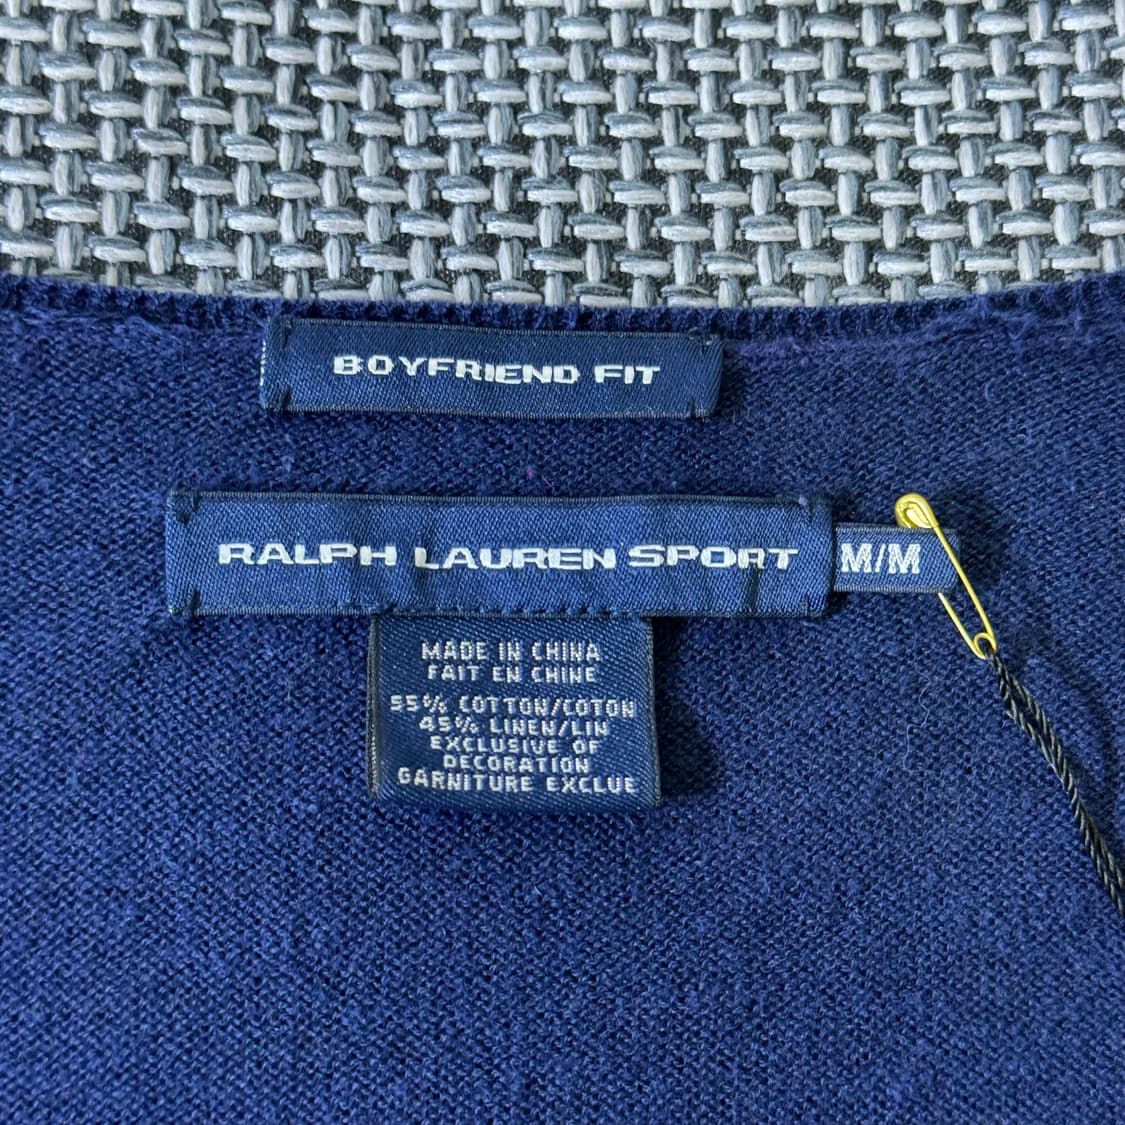 BOYFRIEND FIT
RALPH LAUREN SPORT
M/M
MADE IN CHINA
FAIT EN CHINE
55% COTTON/COTON
45% LINEN/LIN
EXCLUSIVE OF
DECORATION
GARNITURE EXCLUE